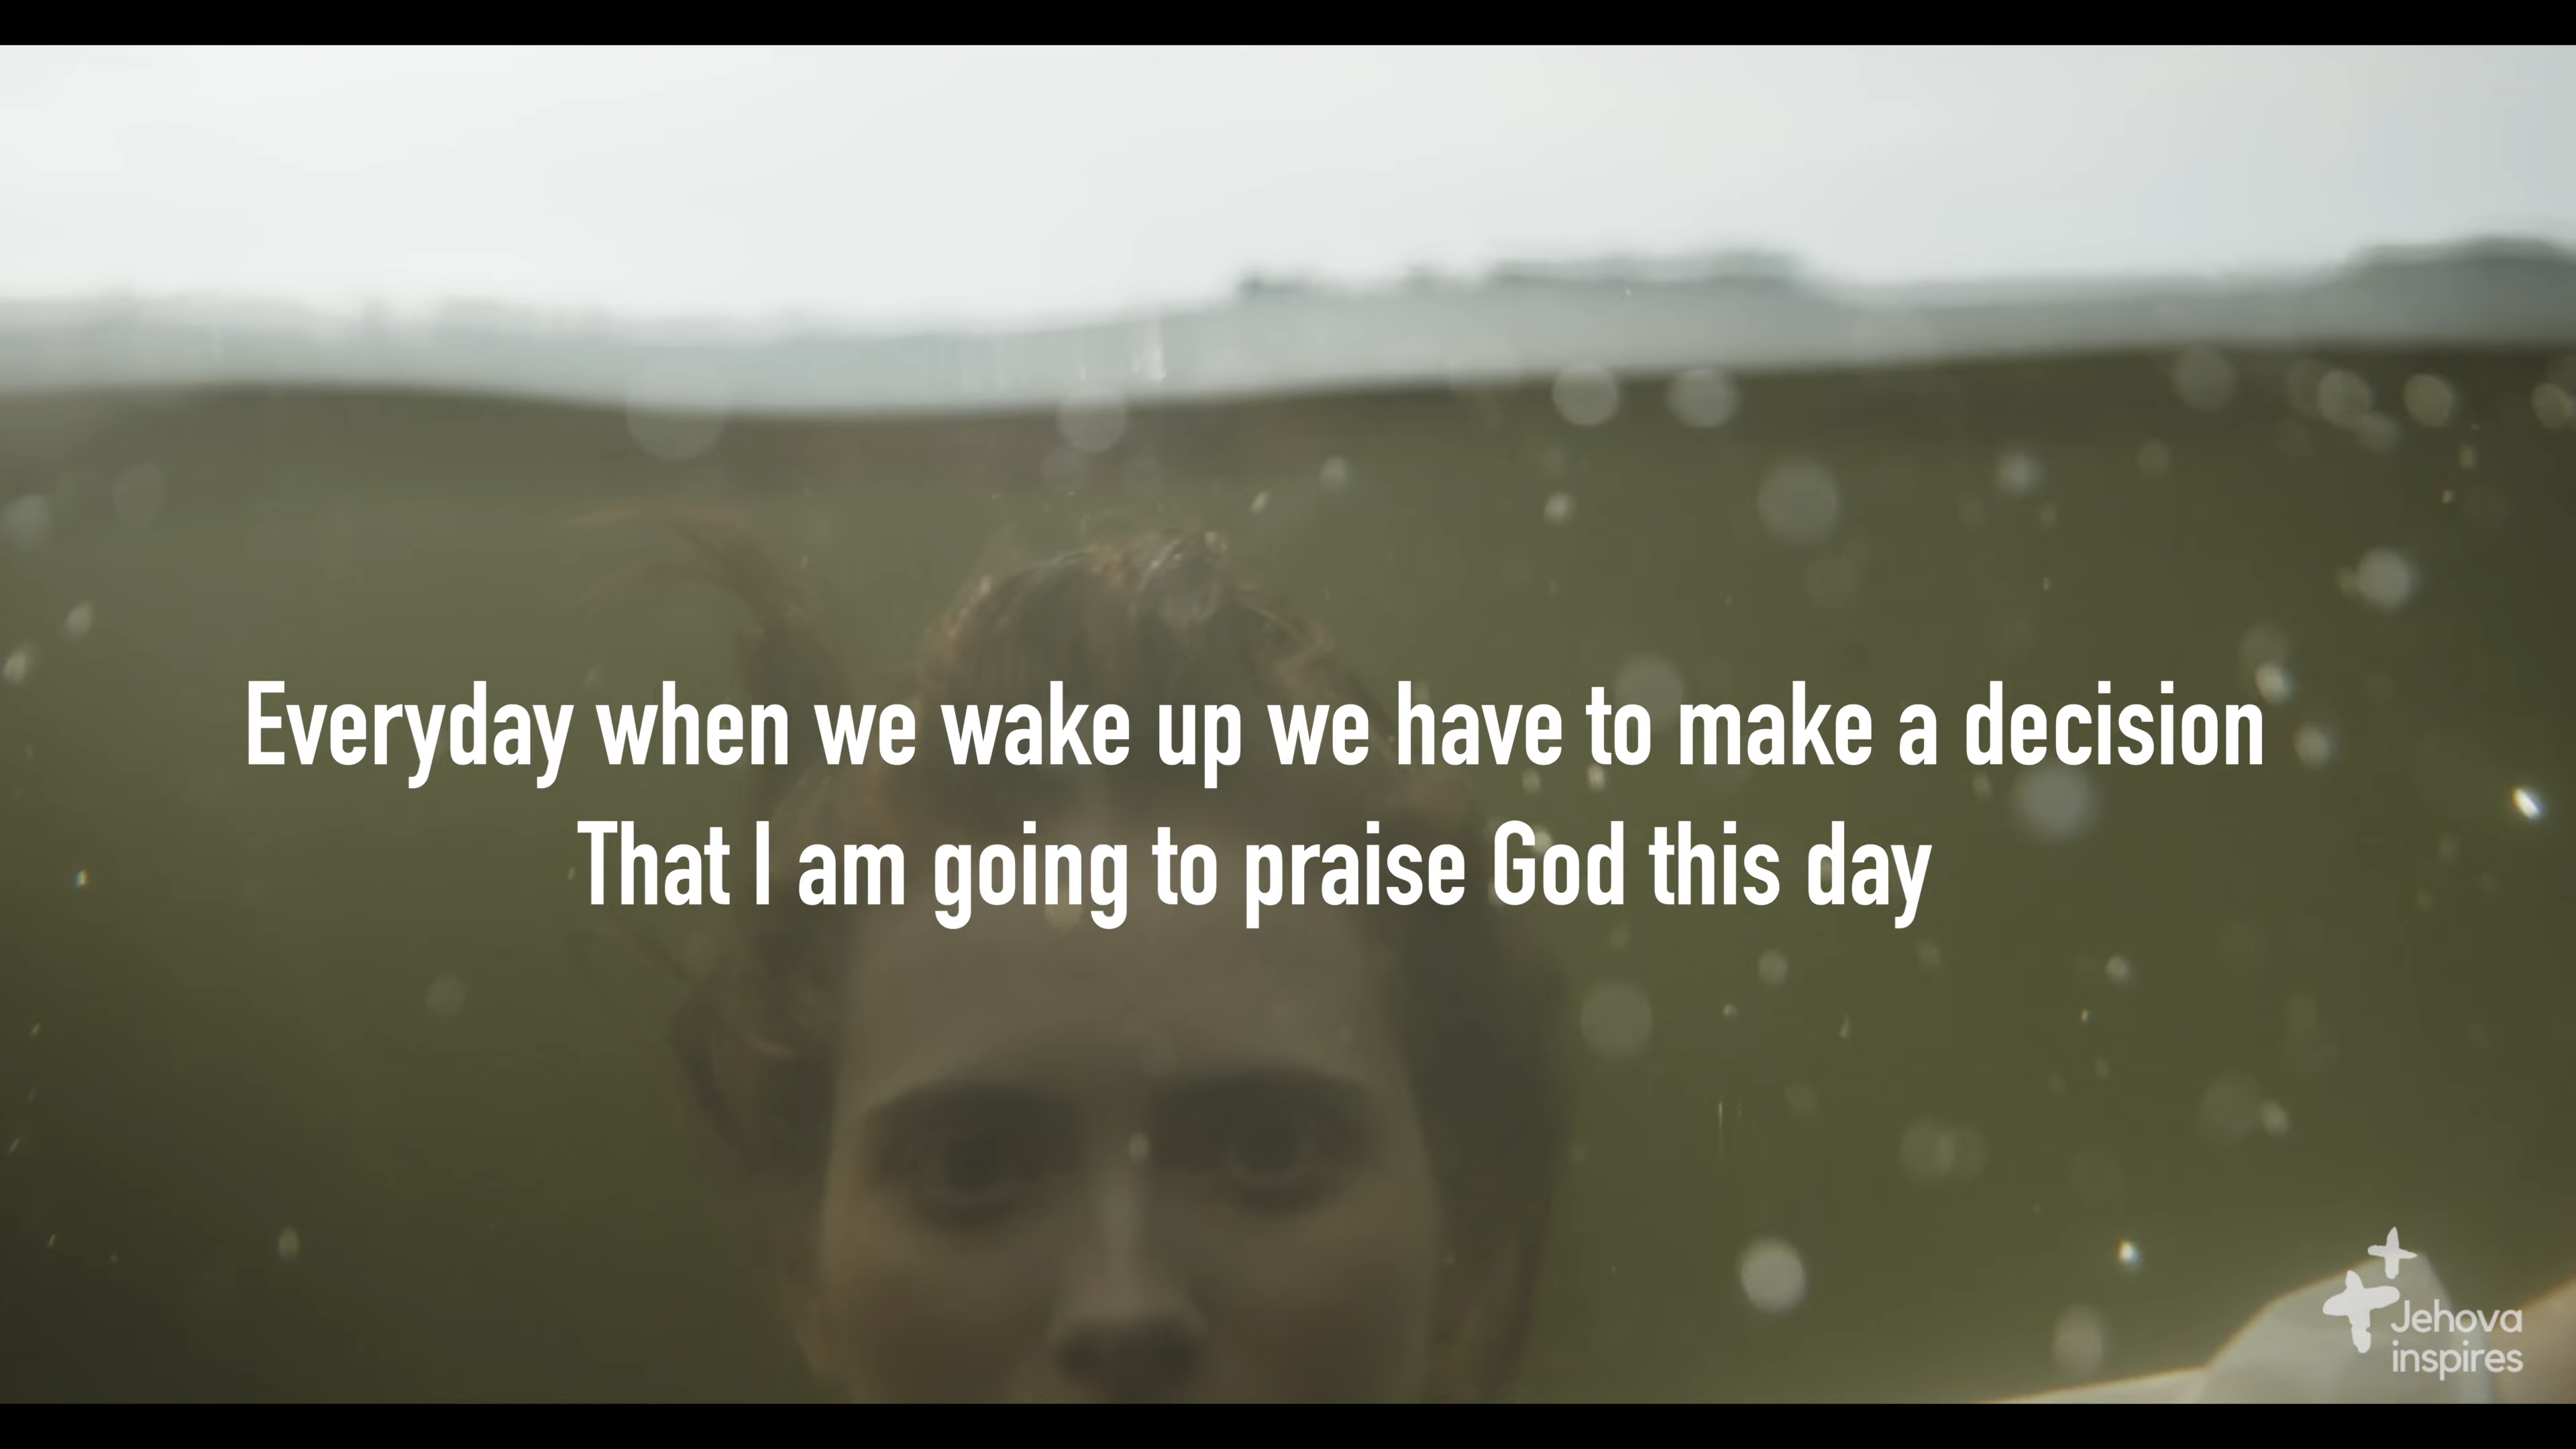 Everyday when we wake up we have to make a decision
That I am going to praise God this day
Jehova
inspires